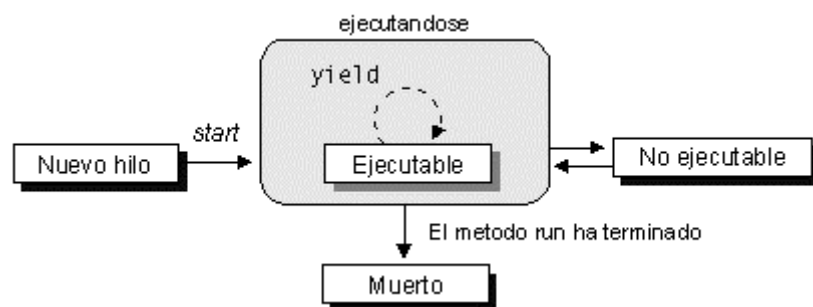 ejecutandose
yield
start
Nuevo hilo
Ejecutable
No ejecutable
El metodo run ha terminado
Muerto